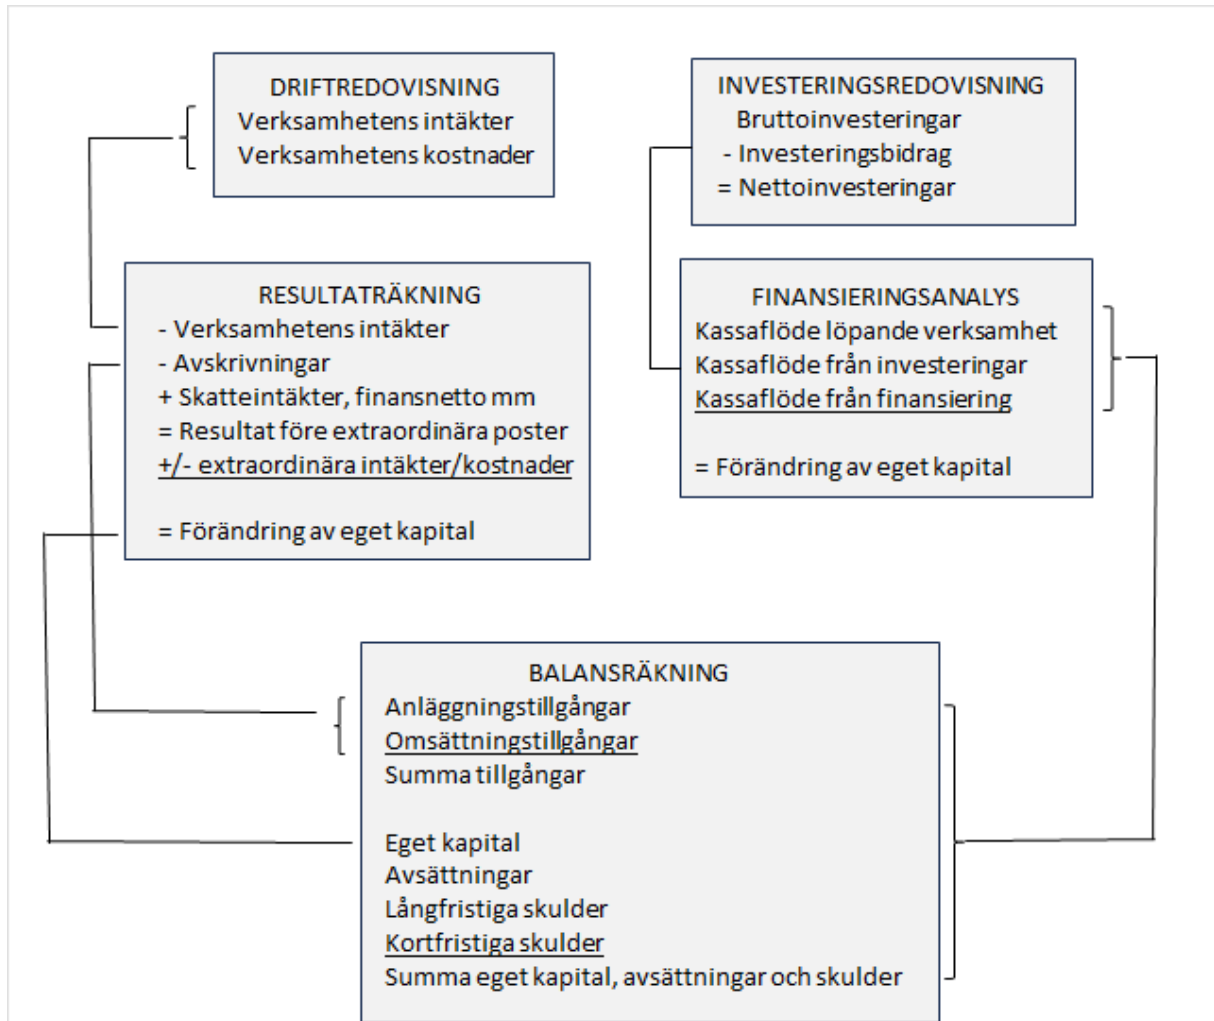 DRIFTREDOVISNING
Verksamhetens intäkter
Verksamhetens kostnader
INVESTERINGSREDOVISNING
Bruttoinvesteringar
- Investeringsbidrag
= Nettoinvesteringar
RESULTATRÄKNING
- Verksamhetens intäkter
- Avskrivningar
+ Skatteintäkter, finansnetto mm
= Resultat före extraordinära poster
+/- extraordinära intäkter/kostnader
= Förändring av eget kapital
FINANSIERINGSANALYS
Kassaflöde löpande verksamhet
Kassaflöde från investeringar
Kassaflöde från finansiering
= Förändring av eget kapital
BALANSRÄKNING
Anläggningstillgångar
Omsättningstillgångar
Summa tillgångar
Eget kapital
Avsättningar
Långfristiga skulder
Kortfristiga skulder
Summa eget kapital, avsättningar och skulder